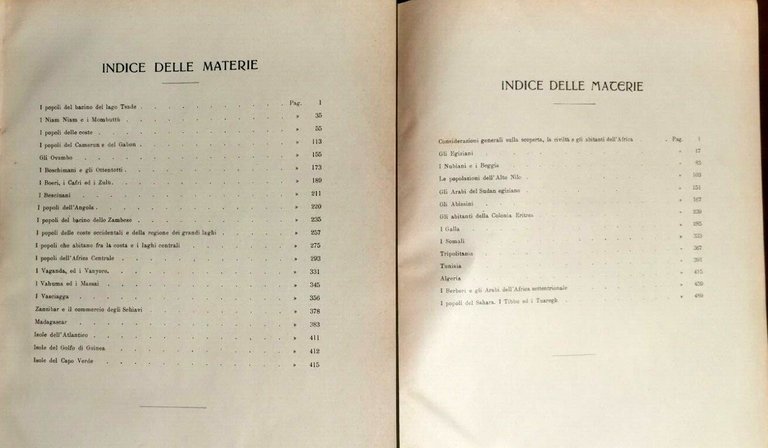 INDICE DELLE MATERIE
Pag.
I popoli del bacino del lago Tsade 1
I Niam Niam e i Mombuttù » 35
I popoli delle coste » 55
I popoli del Camerun e del Gabon » 113
Gli Ovambo » 155
I Boschimani e gli Ottentotti » 173
I Boeri, i Cafri ed i Zulu » 189
I Besciuani » 211
I popoli dell'Angola » 220
I popoli del bacino dello Zambese » 235
I popoli delle coste occidentali e della regione dei grandi laghi » 257
I popoli che abitano fra la costa e i laghi centrali » 275
I popoli dell'Africa Centrale » 293
I Vaganda, ed i Vanyoro » 331
I Vahuma ed i Massai » 345
I Vasciagga » 356
Zanzibar e il commercio degli Schiavi » 378
Madagascar » 383
Isole dell'Atlantico » 411
Isole del Golfo di Guinea » 412
Isole del Capo Verde » 415
INDICE DELLE MATERIE
Considerazioni generali sulla scoperta, la civiltà e gli abitanti dell'Africa Pag. 1
Gli Egiziani » 17
I Nubiani e i Beggia » 85
Le popolazioni dell'Alto Nilo » 103
Gli Arabi del Sudan egiziano » 151
Gli Abissini » 167
Gli abitanti della Colonia Eritrea » 239
I Galla » 285
I Somali » 325
Tripolitania » 367
Tunisia » 391
Algeria » 415
I Berberi e gli Arabi dell'Africa settentrionale » 459
I popoli del Sahara. I Tibbu ed i Tuaregh » 489